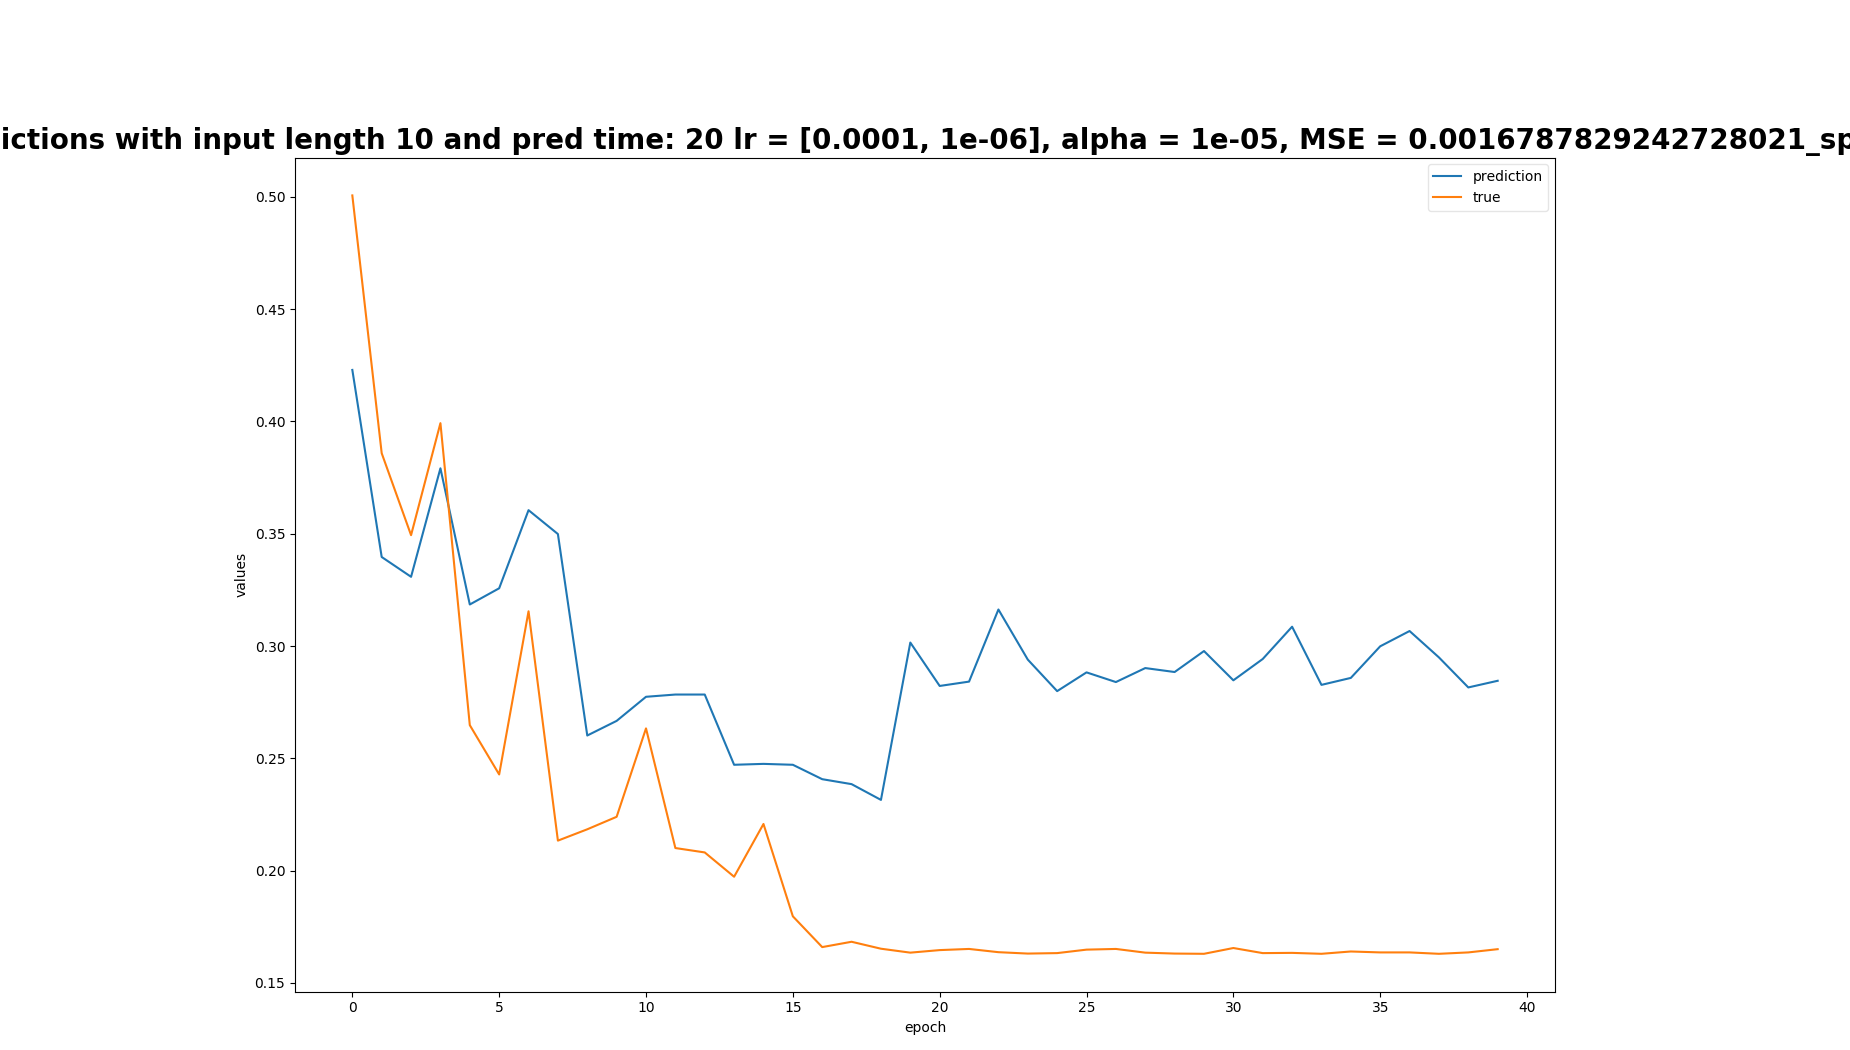 ictions with input length 10 and pred time: 20 lr = [0.0001, 1e-06], alpha = 1e-05, MSE = 0.0016787829242728021_sp
prediction
true
0.50
0.45
0.40
0.35
0.30
0.25
0.20
0.15
values
0 5 10 15 20 25 30 35 40
epoch